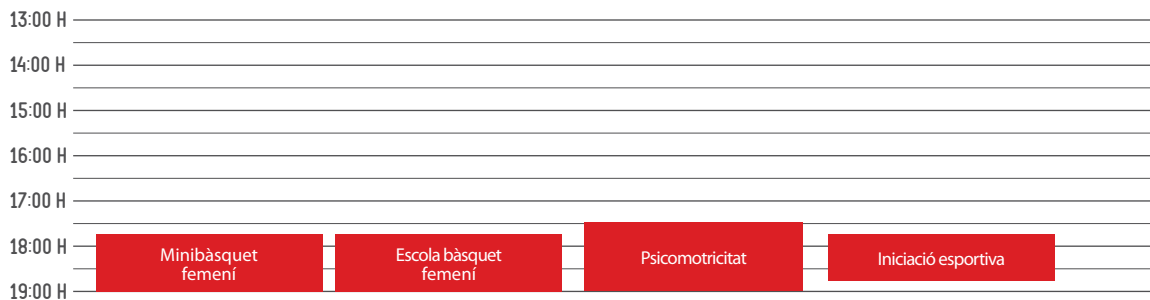 13:00 H
14:00 H
15:00 H
16:00 H
17:00 H
18:00 H
19:00 H
Minibàsquet
femení
Escola bàsquet
femení
Psicomotricitat
Iniciació esportiva